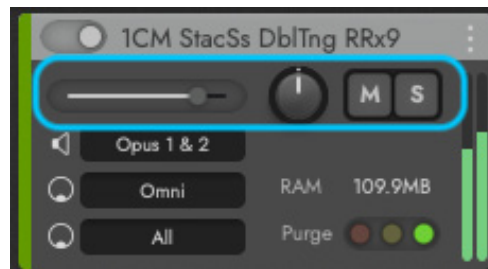 1CM StacSs DblTng RRx9
M S
Opus 1 & 2
Omni RAM 109.9MB
All Purge